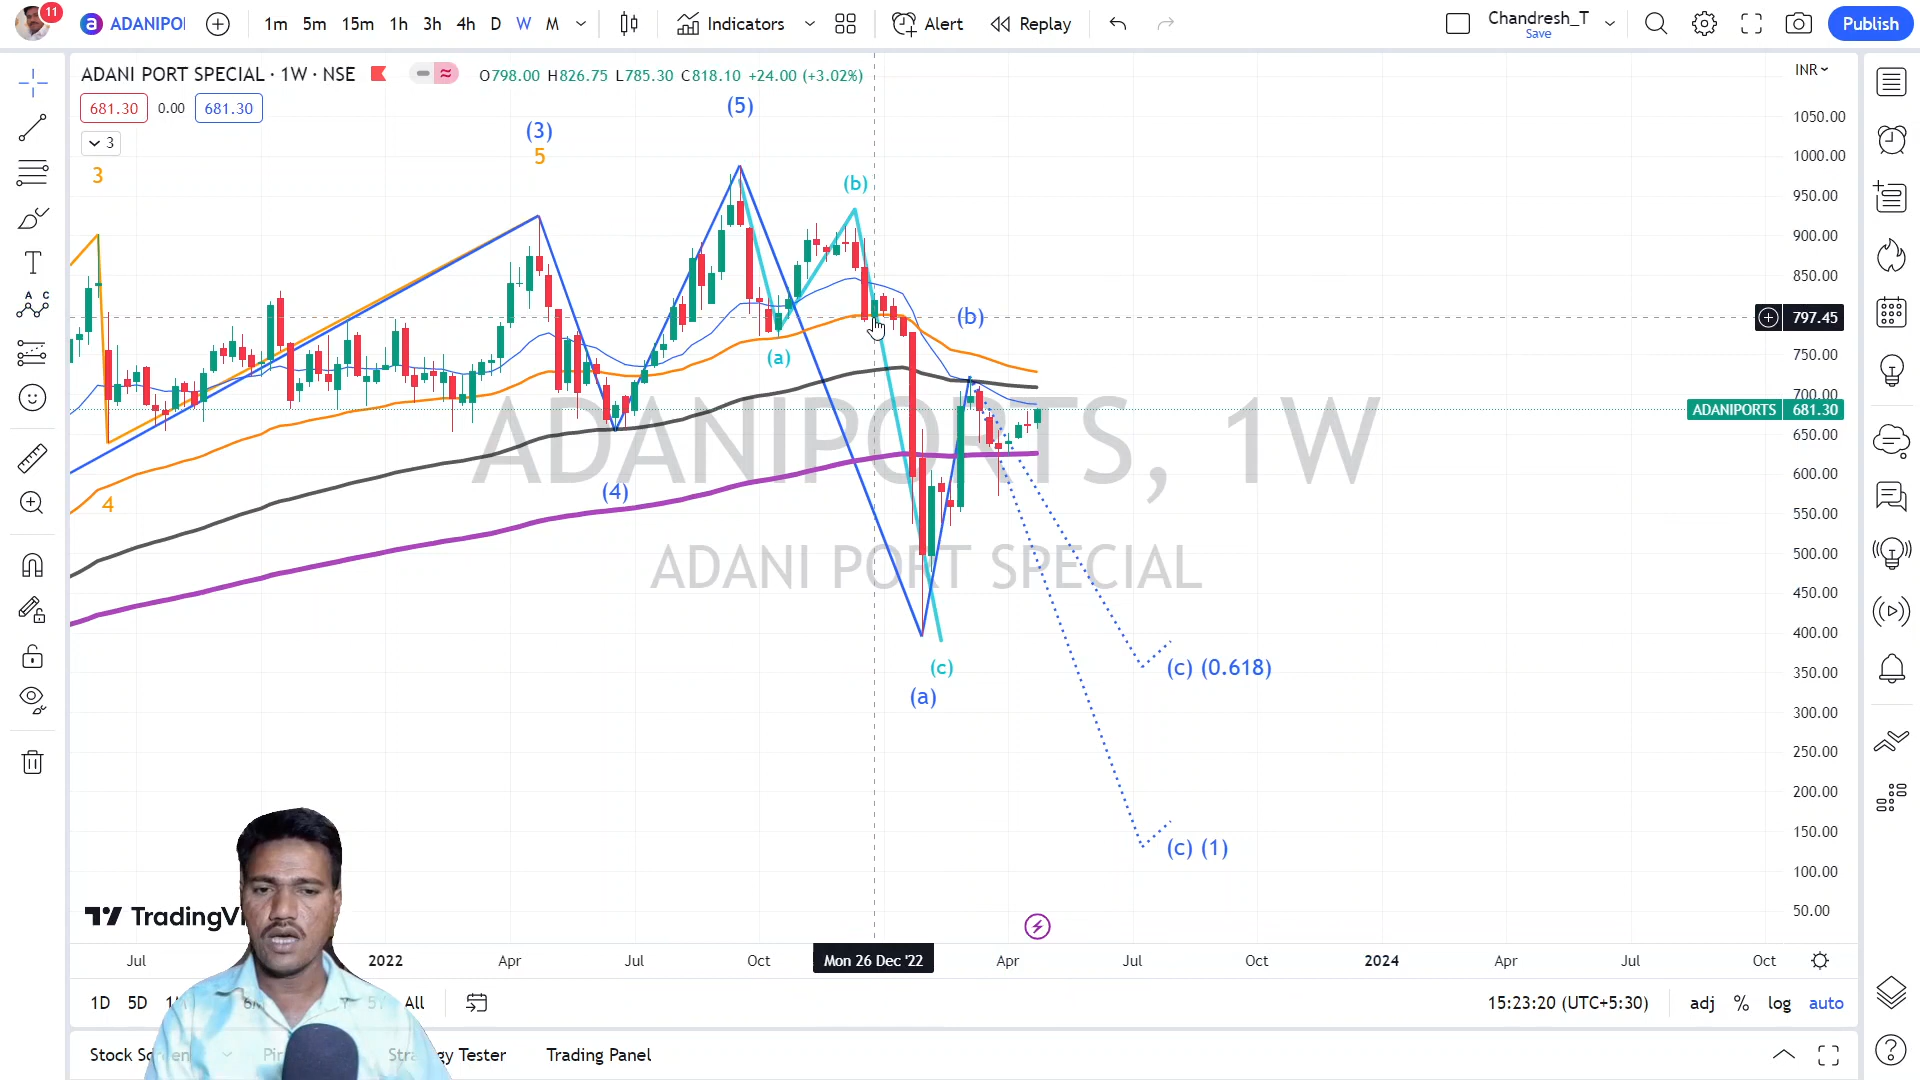 11
a ADANIPO
1m 5m 15m 1h 3h 4h D W M
Indicators
Alert
Replay
Chandresh_T
Save
Publish
ADANI PORT SPECIAL · 1W · NSE
O798.00 H826.75 L785.30 C818.10 +24.00 (+3.02%)
INR
681.30 0.00 681.30
3
(5)
(3)
5
3
(b)
(b)
(a)
(4)
4
(c)
(a)
(c) (0.618)
(c) (1)
ADANIPORTS, 1W
ADANI PORT SPECIAL
1050.00
1000.00
950.00
900.00
850.00
797.45
750.00
700.00
ADANIPORTS 681.30
650.00
600.00
550.00
500.00
450.00
400.00
350.00
300.00
250.00
200.00
150.00
100.00
50.00
Jul 2022 Apr Jul Oct Mon 26 Dec '22 Apr Jul Oct 2024 Apr Jul Oct
1D 5D All
15:23:20 (UTC+5:30) adj % log auto
Stock Trading Panel
Tester